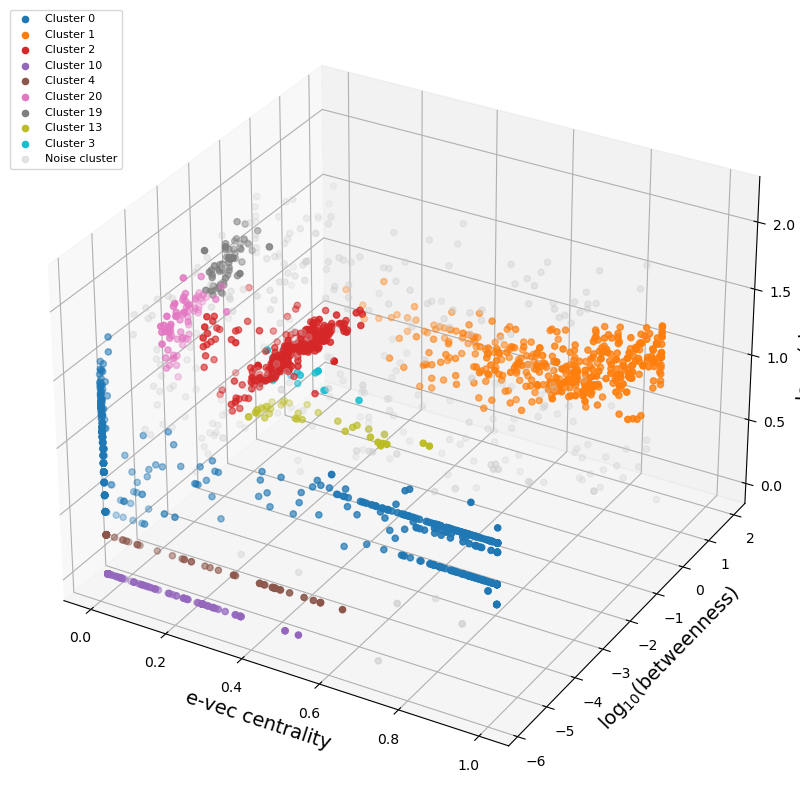 Cluster 0
Cluster 1
Cluster 2
Cluster 10
Cluster 4
Cluster 20
Cluster 19
Cluster 13
Cluster 3
Noise cluster
2.0
1.5
1.0
0.5
0.0
2
1
0
−1
−2
−3
−4
−5
−6
0.0
0.2
0.4
0.6
0.8
1.0
e-vec centrality
log₁₀(betweenness)